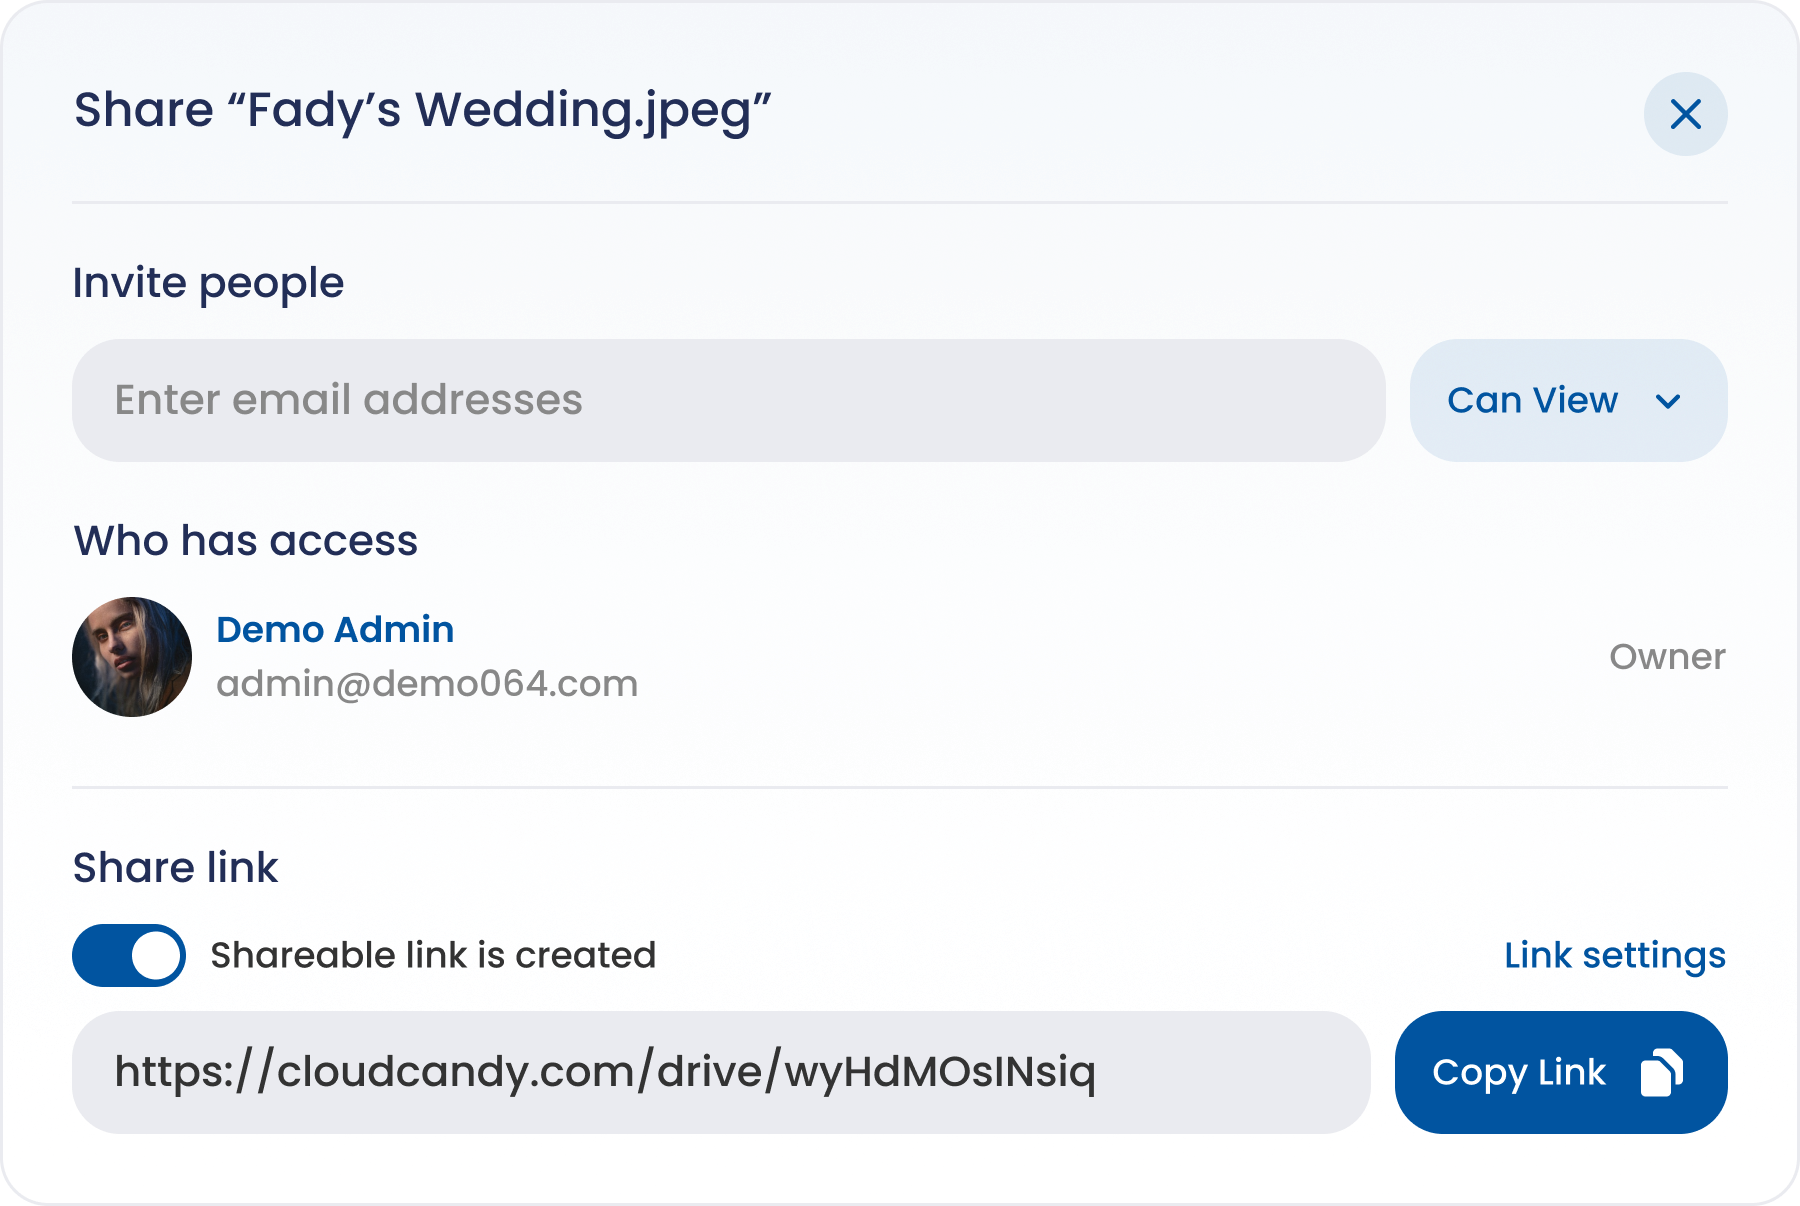 Share “Fady’s Wedding.jpeg”
Invite people
Enter email addresses
Can View
Who has access
Demo Admin
admin@demo064.com
Owner
Share link
Shareable link is created
Link settings
https://cloudcandy.com/drive/wyHdMOsINsiq
Copy Link